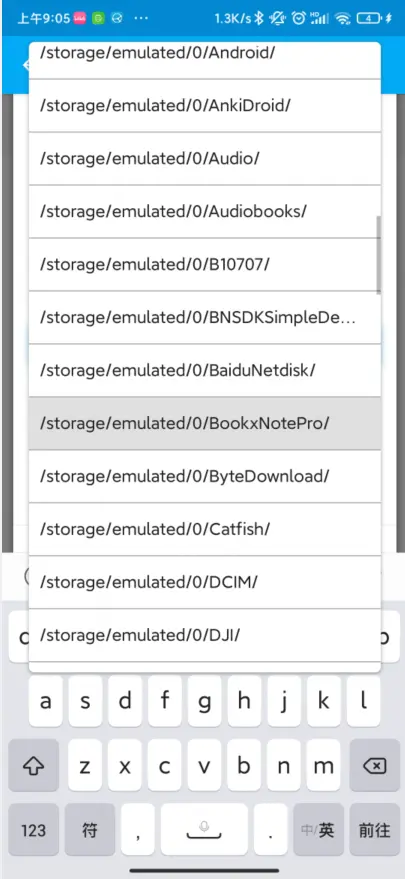 上午9:05 ... 1.3K/s HD 4
/storage/emulated/0/Android/
/storage/emulated/0/AnkiDroid/
/storage/emulated/0/Audio/
/storage/emulated/0/Audiobooks/
/storage/emulated/0/B10707/
/storage/emulated/0/BNSDKSimpleDe...
/storage/emulated/0/BaiduNetdisk/
/storage/emulated/0/BookxNotePro/
/storage/emulated/0/ByteDownload/
/storage/emulated/0/Catfish/
/storage/emulated/0/DCIM/
/storage/emulated/0/DJI/
a s d f g h j k l
z x c v b n m
123 符 , . 中/英 前往